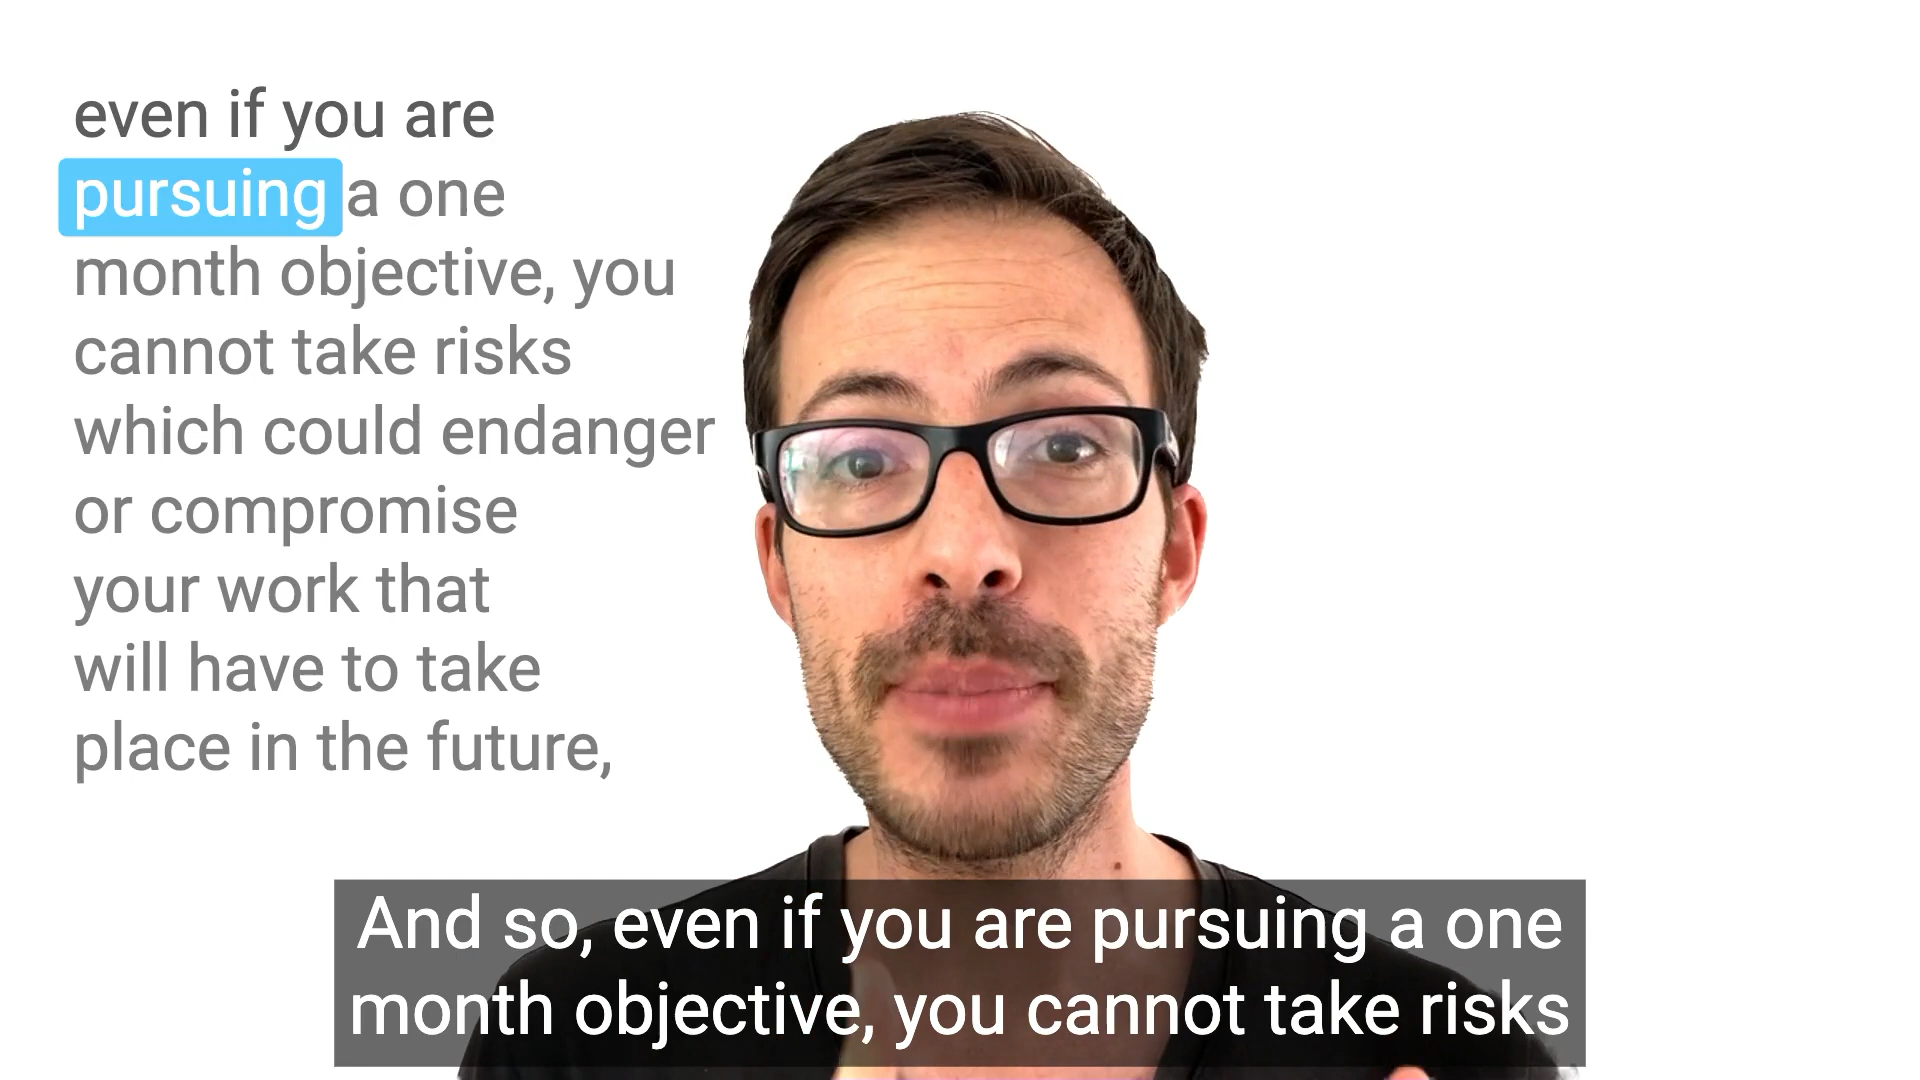 even if you are
pursuing a one
month objective, you
cannot take risks
which could endanger
or compromise
your work that
will have to take
place in the future,
And so, even if you are pursuing a one
month objective, you cannot take risks